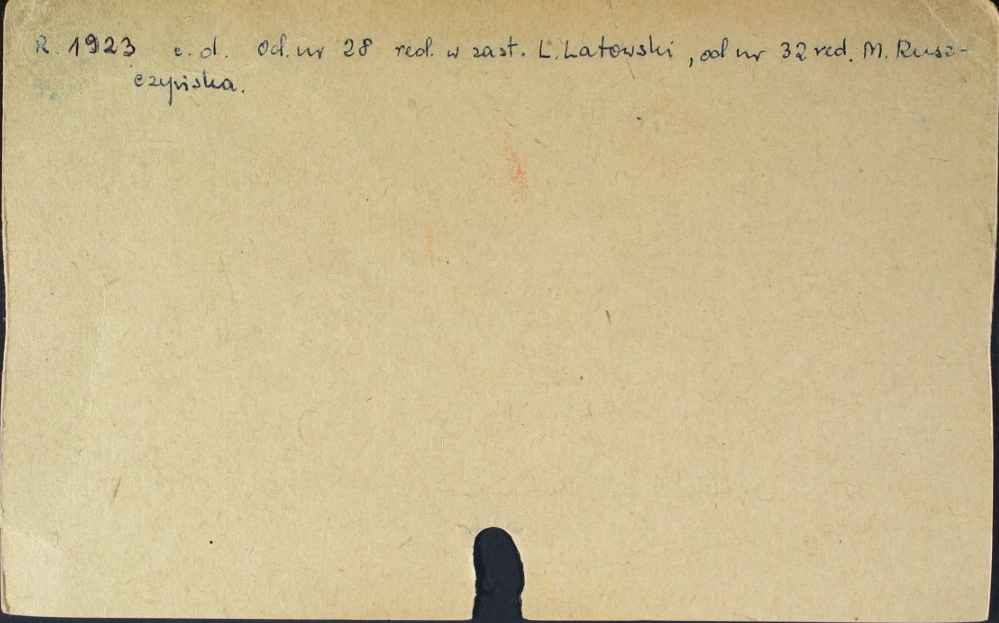 R. 1923 c. d. Od. nr 28 red. w zast. L. Latowski, od nr 32 red. M. Rusz-
czyńska.